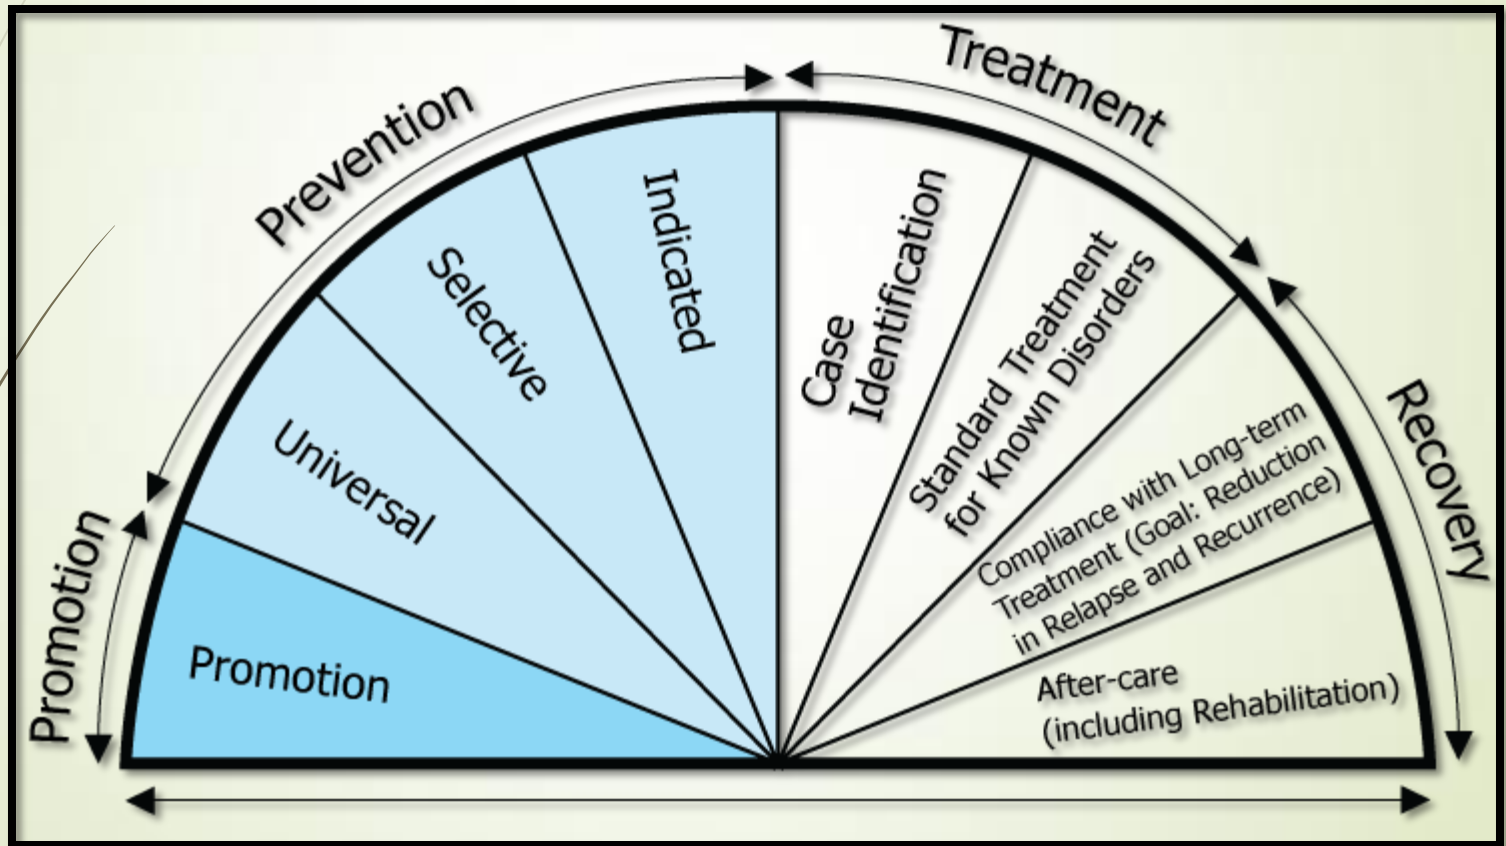 Promotion
Prevention
Treatment
Recovery
Promotion
Universal
Selective
Indicated
Case
Identification
Standard Treatment
for Known Disorders
Compliance with Long-term
Treatment (Goal: Reduction
in Relapse and Recurrence)
After-care
(including Rehabilitation)